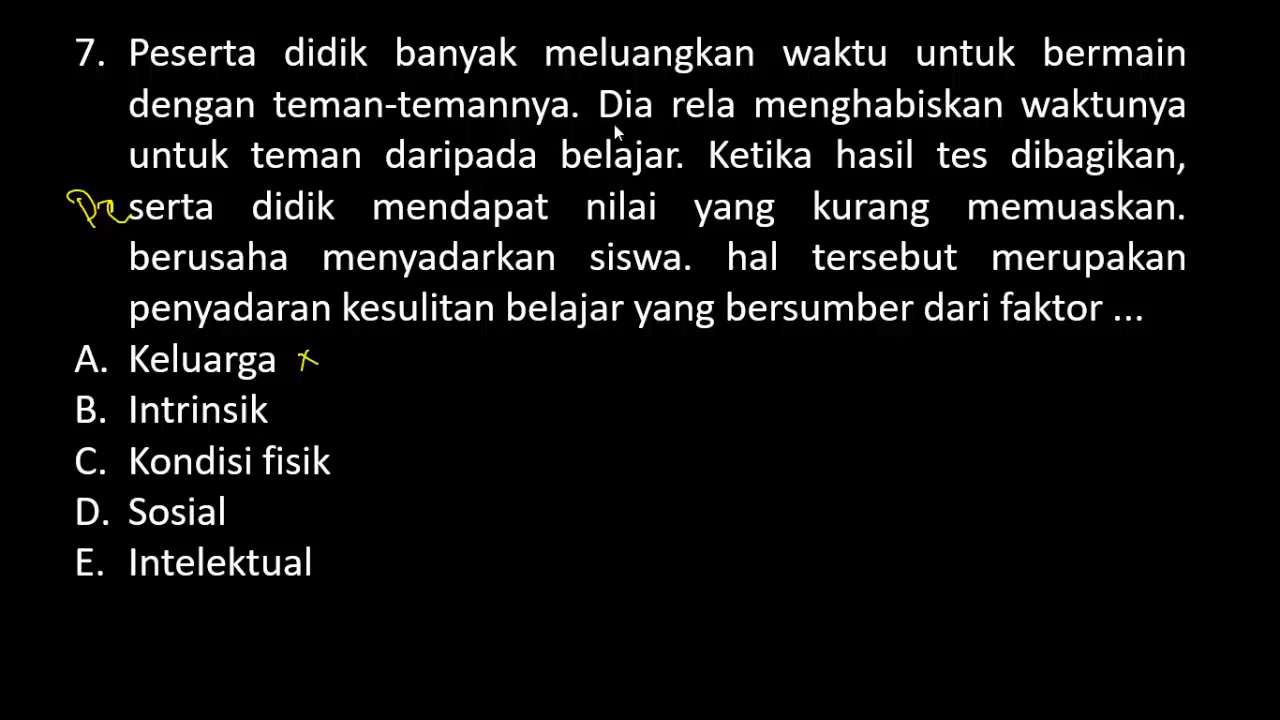 7. Peserta didik banyak meluangkan waktu untuk bermain
dengan teman-temannya. Dia rela menghabiskan waktunya
untuk teman daripada belajar. Ketika hasil tes dibagikan,
Peserta didik mendapat nilai yang kurang memuaskan.
berusaha menyadarkan siswa. hal tersebut merupakan
penyadaran kesulitan belajar yang bersumber dari faktor ...
A. Keluarga ×
B. Intrinsik
C. Kondisi fisik
D. Sosial
E. Intelektual